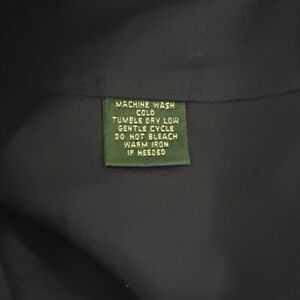 MACHINE WASH
COLD
TUMBLE DRY LOW
GENTLE CYCLE
DO NOT BLEACH
WARM IRON
IF NEEDED